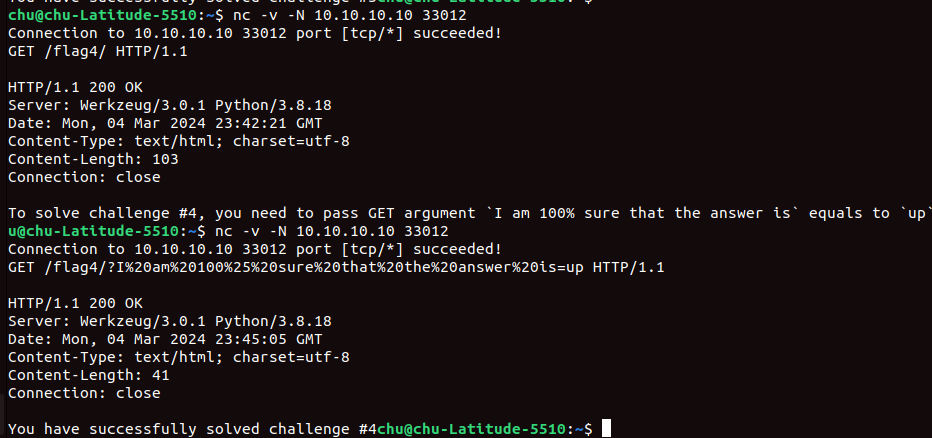 chu@chu-Latitude-5510:~$ nc -v -N 10.10.10.10 33012
Connection to 10.10.10.10 33012 port [tcp/*] succeeded!
GET /flag4/ HTTP/1.1
HTTP/1.1 200 OK
Server: Werkzeug/3.0.1 Python/3.8.18
Date: Mon, 04 Mar 2024 23:42:21 GMT
Content-Type: text/html; charset=utf-8
Content-Length: 103
Connection: close
To solve challenge #4, you need to pass GET argument `I am 100% sure that the answer is` equals to `up`
u@chu-Latitude-5510:~$ nc -v -N 10.10.10.10 33012
Connection to 10.10.10.10 33012 port [tcp/*] succeeded!
GET /flag4/?I%20am%20100%25%20sure%20that%20the%20answer%20is=up HTTP/1.1
HTTP/1.1 200 OK
Server: Werkzeug/3.0.1 Python/3.8.18
Date: Mon, 04 Mar 2024 23:45:05 GMT
Content-Type: text/html; charset=utf-8
Content-Length: 41
Connection: close
You have successfully solved challenge #4chu@chu-Latitude-5510:~$